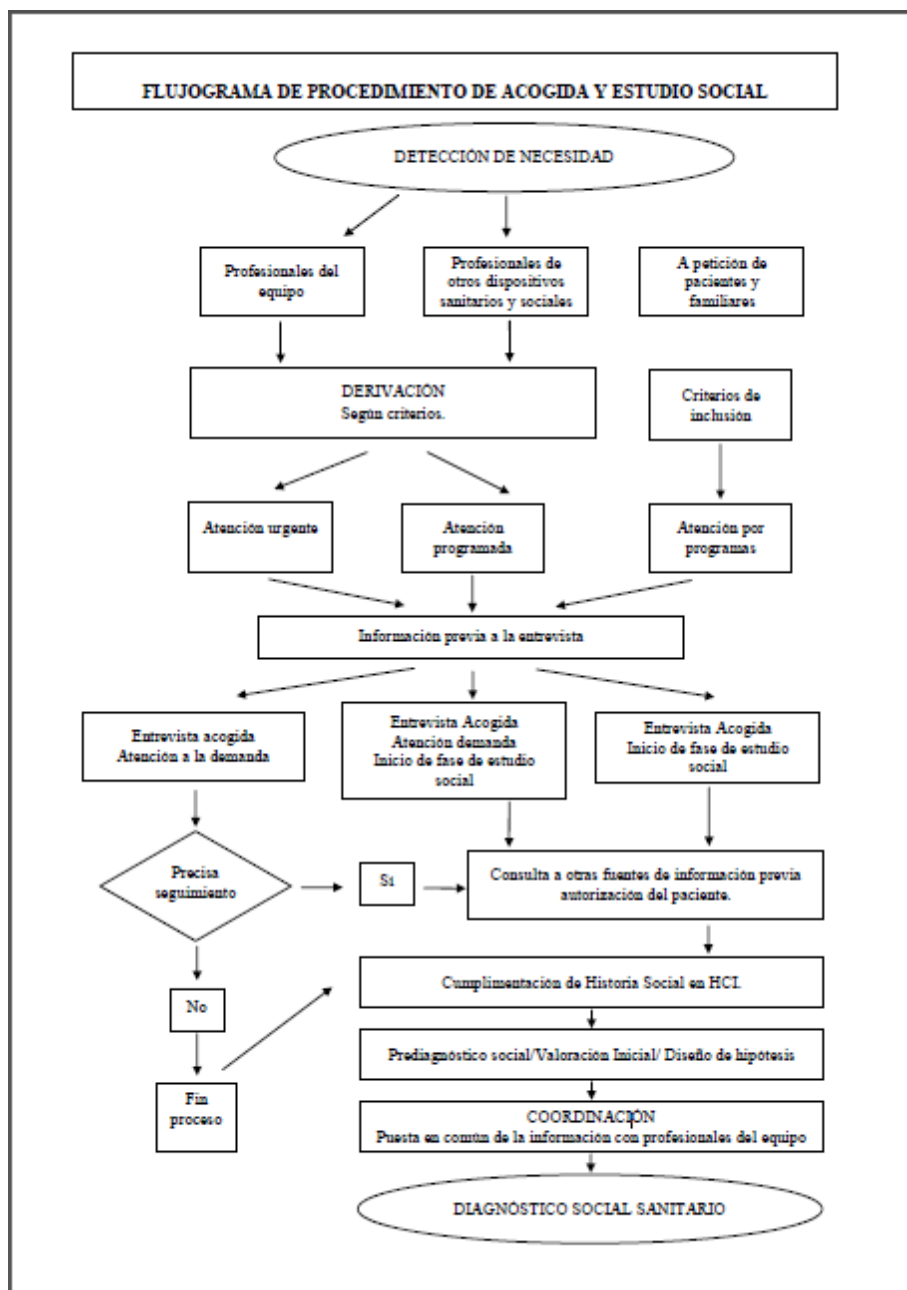 FLUJOGRAMA DE PROCEDIMIENTO DE ACOGIDA Y ESTUDIO SOCIAL
DETECCIÓN DE NECESIDAD
Profesionales del
equipo
Profesionales de
otros dispositivos
sanitarios y sociales
A petición de
pacientes y
familiares
DERIVACIÓN
Según criterios.
Criterios de
inclusión
Atención urgente
Atención
programada
Atención por
programas
Información previa a la entrevista
Entrevista acogida
Atención a la demanda
Entrevista Acogida
Atención demanda
Inicio de fase de estudio
social
Entrevista Acogida
Inicio de fase de estudio
social
Precisa
seguimiento
Si
Consulta a otras fuentes de información previa
autorización del paciente.
No
Cumplimentación de Historia Social en HCI.
Prediagnóstico social/Valoración Inicial/ Diseño de hipótesis
Fin
proceso
COORDINACIÓN
Puesta en común de la información con profesionales del equipo
DIAGNÓSTICO SOCIAL SANITARIO